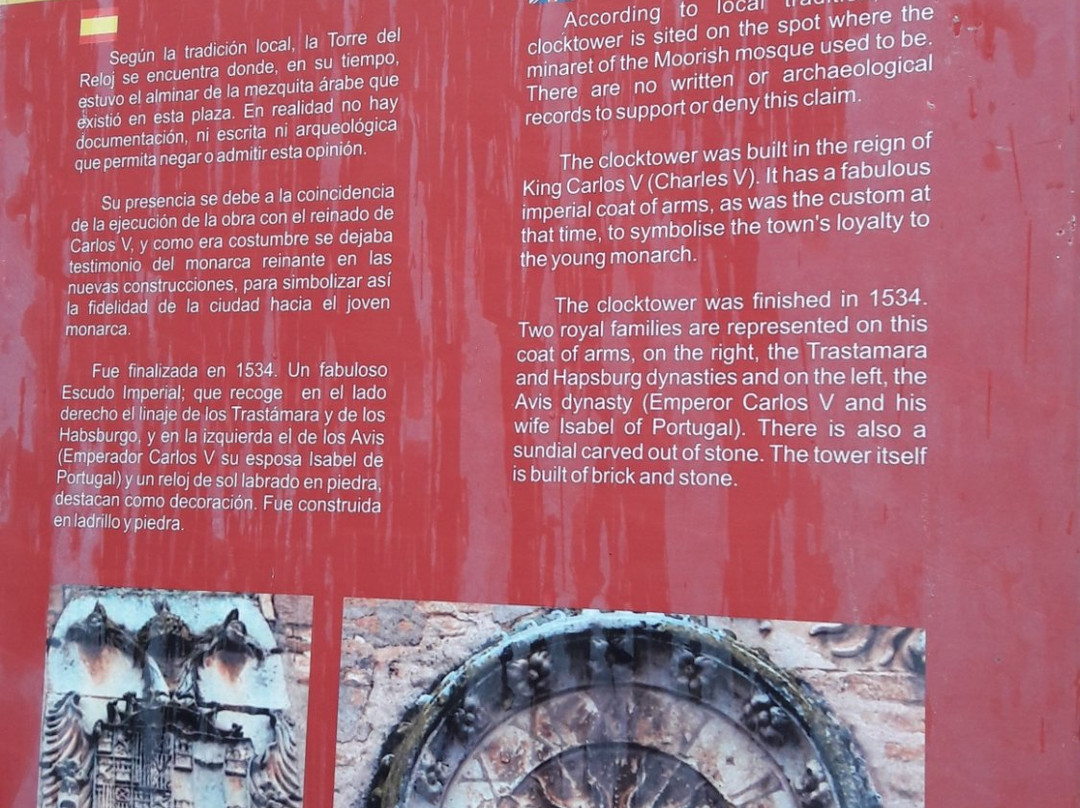 Según la tradición local, la Torre del
Reloj se encuentra donde, en su tiempo,
estuvo el alminar de la mezquita árabe que
existió en esta plaza. En realidad no hay
documentación, ni escrita ni arqueológica
que permita negar o admitir esta opinión.
Su presencia se debe a la coincidencia
de la ejecución de la obra con el reinado de
Carlos V, y como era costumbre se dejaba
testimonio del monarca reinante en las
nuevas construcciones, para simbolizar así
la fidelidad de la ciudad hacia el joven
monarca.
Fue finalizada en 1534. Un fabuloso
Escudo Imperial; que recoge en el lado
derecho el linaje de los Trastámara y de los
Habsburgo, y en la izquierda el de los Avis
(Emperador Carlos V su esposa Isabel de
Portugal) y un reloj de sol labrado en piedra,
destacan como decoración. Fue construida
en ladrillo y piedra.
According to local
clocktower is sited on the spot where the
minaret of the Moorish mosque used to be.
There are no written or archaeological
records to support or deny this claim.
The clocktower was built in the reign of
King Carlos V (Charles V). It has a fabulous
imperial coat of arms, as was the custom at
that time, to symbolise the town's loyalty to
the young monarch.
The clocktower was finished in 1534.
Two royal families are represented on this
coat of arms, on the right, the Trastamara
and Hapsburg dynasties and on the left, the
Avis dynasty (Emperor Carlos V and his
wife Isabel of Portugal). There is also a
sundial carved out of stone. The tower itself
is built of brick and stone.